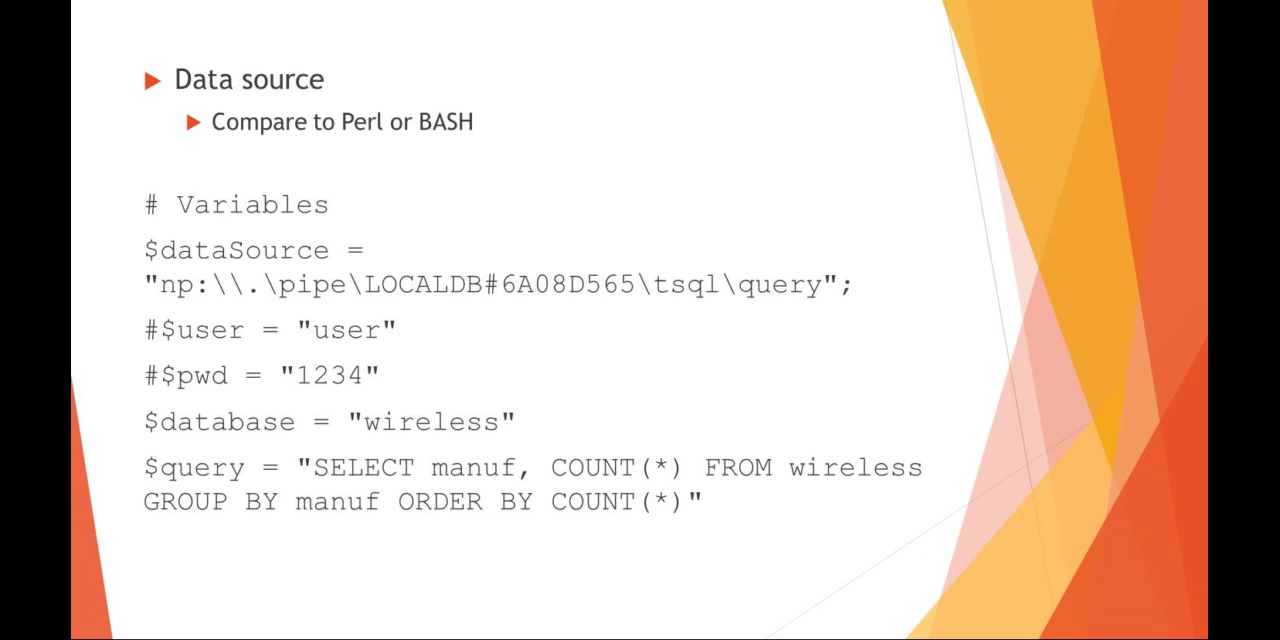 Data source
Compare to Perl or BASH
# Variables
$dataSource =
"np:\\.\pipe\LOCALDB#6A08D565\tsql\query";
#$user = "user"
#$pwd = "1234"
$database = "wireless"
$query = "SELECT manuf, COUNT(*) FROM wireless
GROUP BY manuf ORDER BY COUNT(*)"